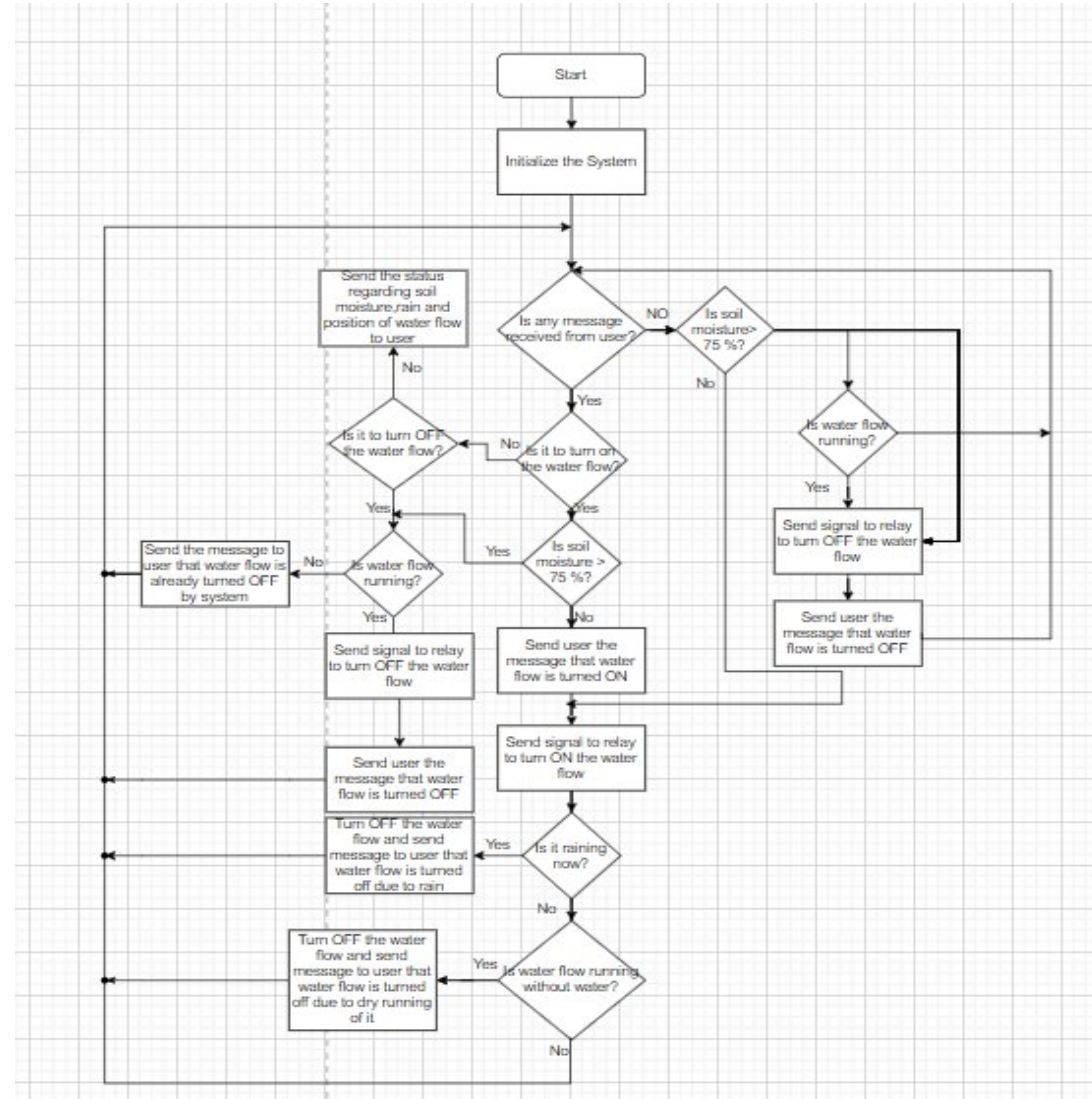 Start
Initialize the System
Send the status
regarding soil
moisture,rain and
position of water flow
to user
Is any message
received from user?
NO
Is soil
moisture>
75 %?
No
No
Yes
Is water flow
running?
Is it to turn OFF
the water flow?
No
Is it to turn on
the water flow?
Yes
Yes
Yes
Send signal to relay
to turn OFF the water
flow
Send the message to
user that water flow is
already turned OFF
by system
No
Is water flow
running?
Yes
Is soil
moisture >
75 %?
Yes
No
Send user the
message that water
flow is turned OFF
Send signal to relay
to turn OFF the water
flow
Send user the
message that water
flow is turned ON
Send signal to relay
to turn ON the water
flow
Send user the
message that water
flow is turned OFF
Turn OFF the water
flow and send
message to user that
water flow is turned
off due to rain
Yes
Is it raining
now?
No
Turn OFF the water
flow and send
message to user that
water flow is turned
off due to dry running
of it
Yes
Is water flow running
without water?
No